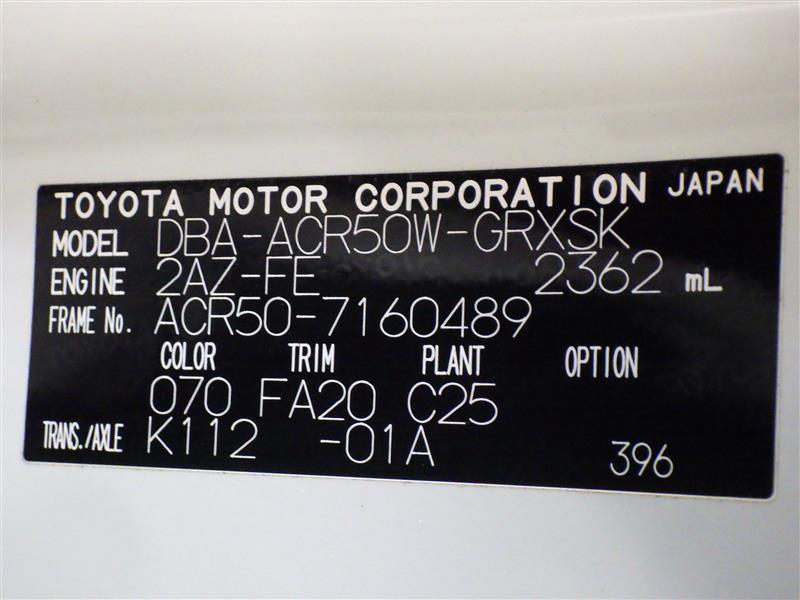 TOYOTA MOTOR CORPORATION JAPAN
MODEL DBA-ACR50W-GRXSK
ENGINE 2AZ-FE 2362 mL
FRAME No. ACR50-7160489
COLOR TRIM PLANT OPTION
070 FA20 C25
TRANS./AXLE K112 -01A 396